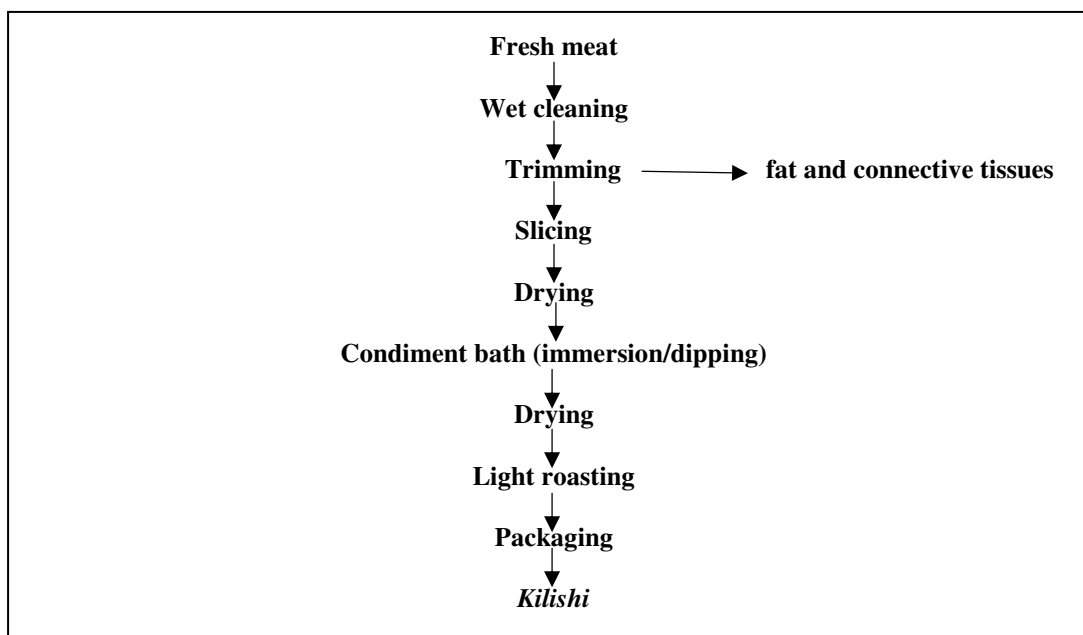 Fresh meat
Wet cleaning
Trimming fat and connective tissues
Slicing
Drying
Condiment bath (immersion/dipping)
Drying
Light roasting
Packaging
Kilishi